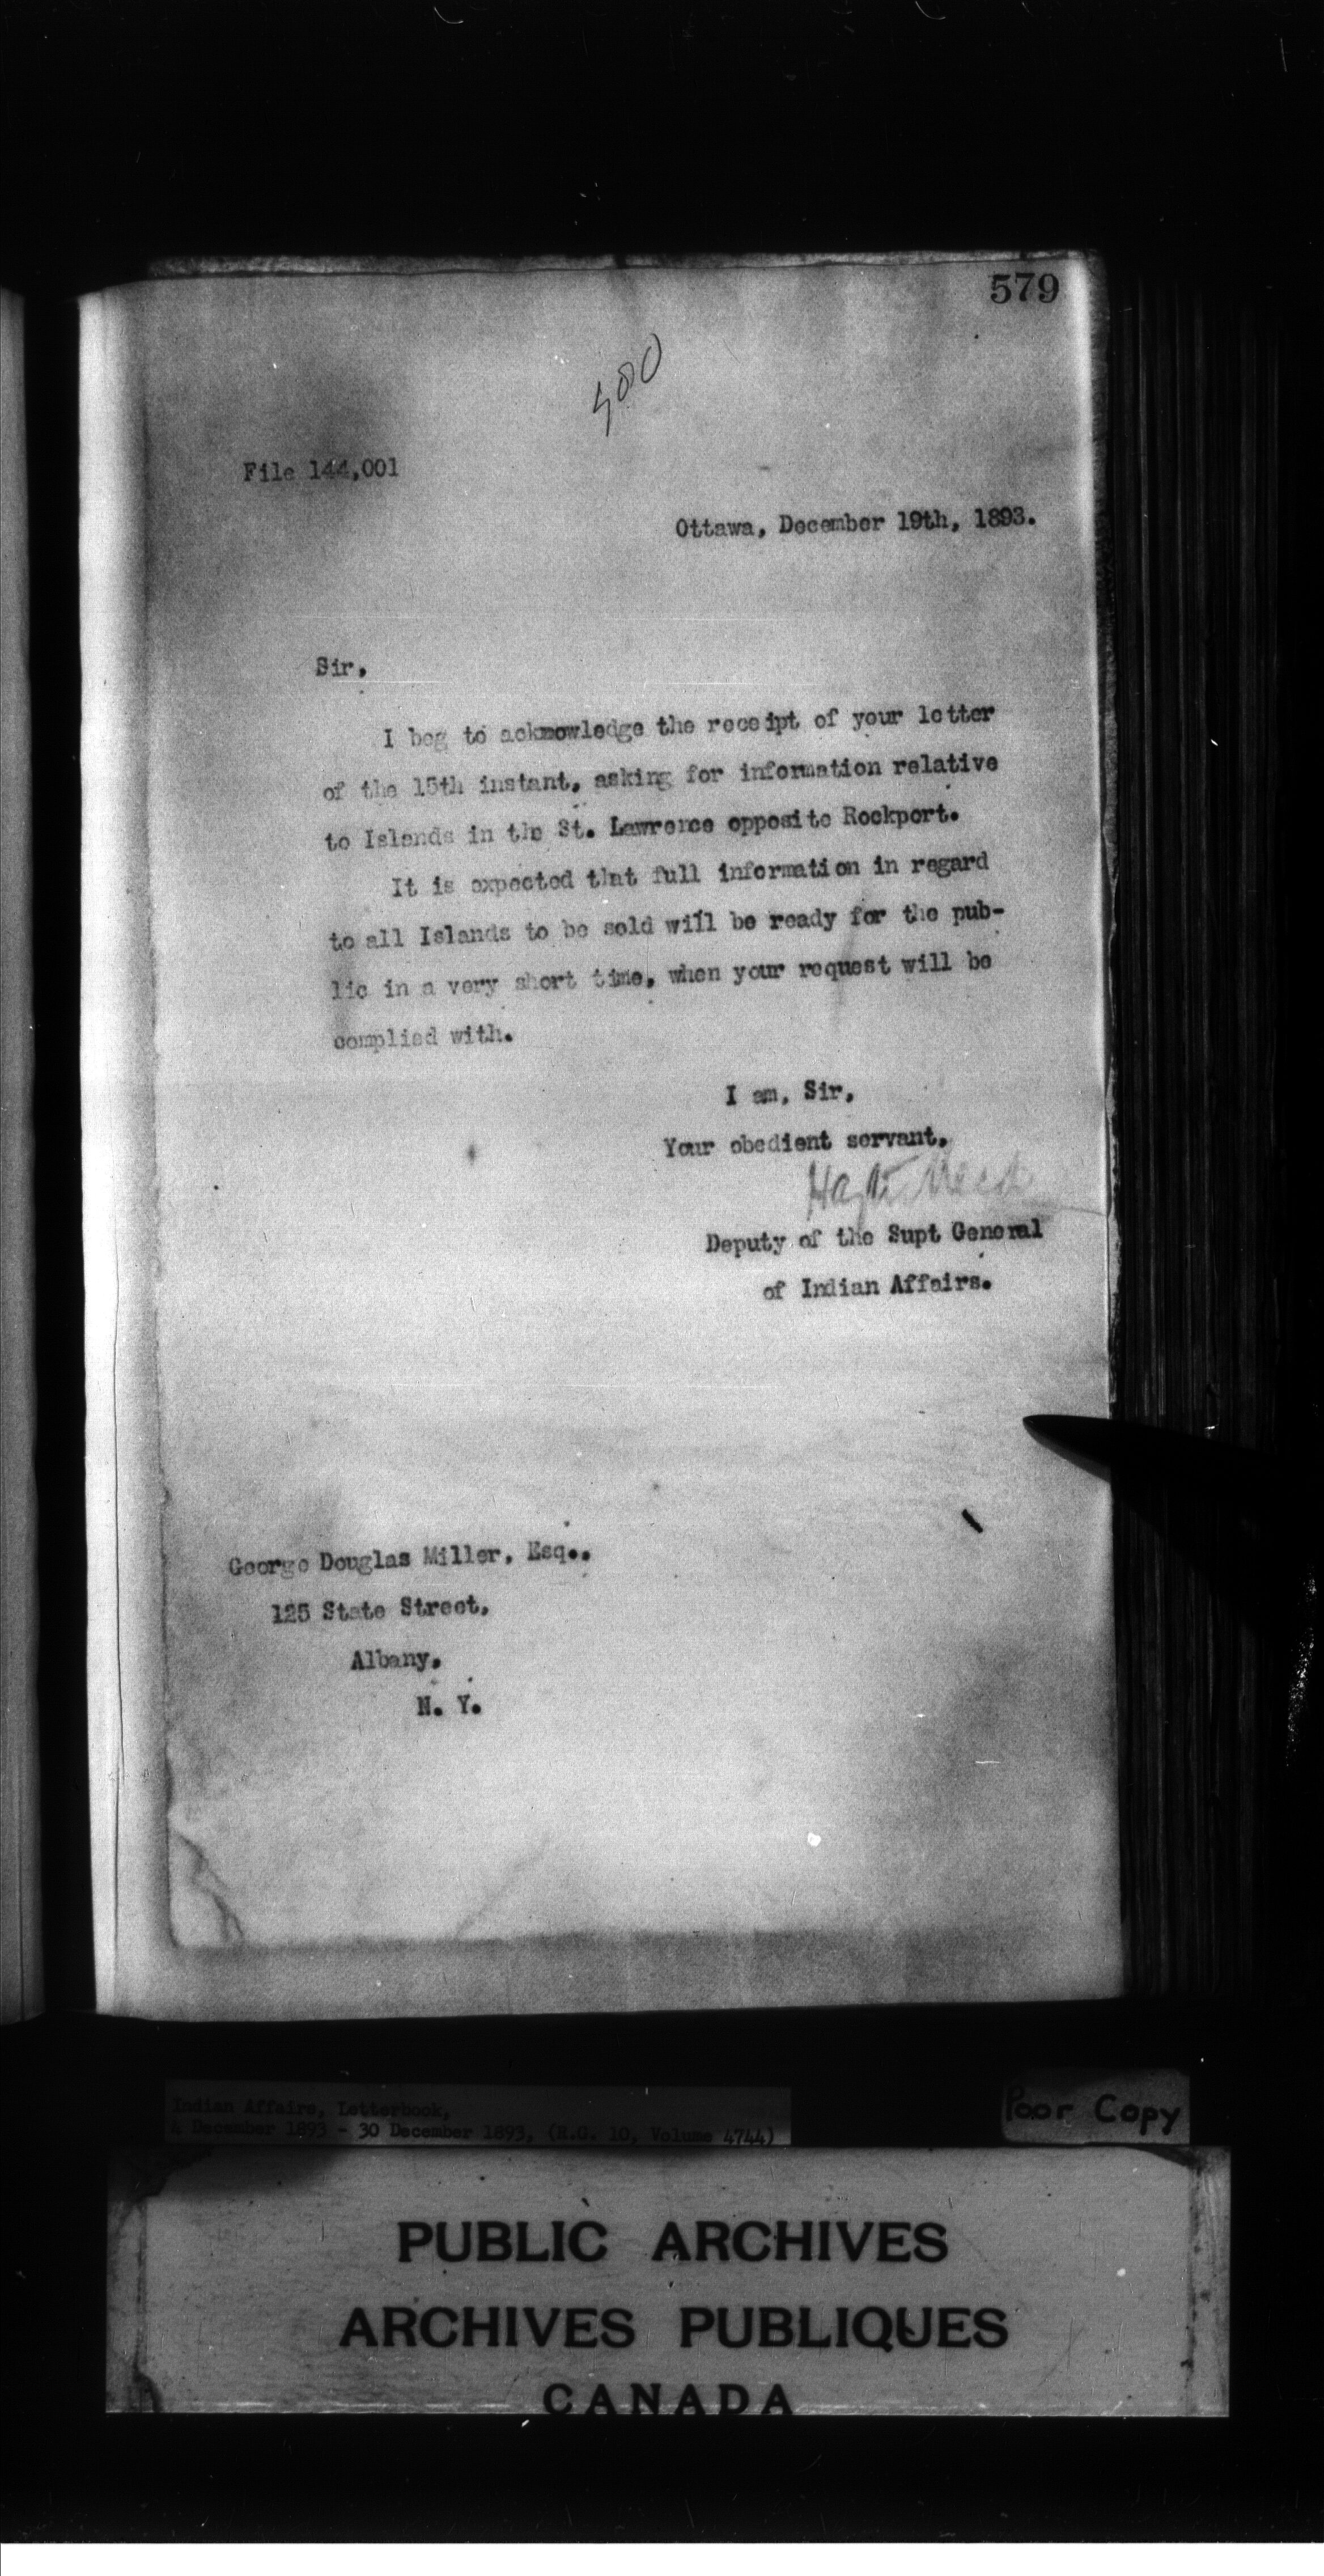 579
400
File 144,001
Ottawa, December 19th, 1893.
Sir,
I beg to acknowledge the receipt of your letter
of the 15th instant, asking for information relative
to Islands in the St. Lawrence opposite Rockport.
It is expected that full information in regard
to all Islands to be sold will be ready for the pub-
lic in a very short time, when your request will be
complied with.
I am, Sir,
Your obedient servant,
Hayter Reed
Deputy of the Supt General
of Indian Affairs.
George Douglas Miller, Esq.,
125 State Street,
Albany,
N. Y.
Indian Affairs, Letterbook,
December 1893 - 30 December 1893, (R.G. 10, Volume 4744)
Poor Copy
PUBLIC ARCHIVES
ARCHIVES PUBLIQUES
CANADA